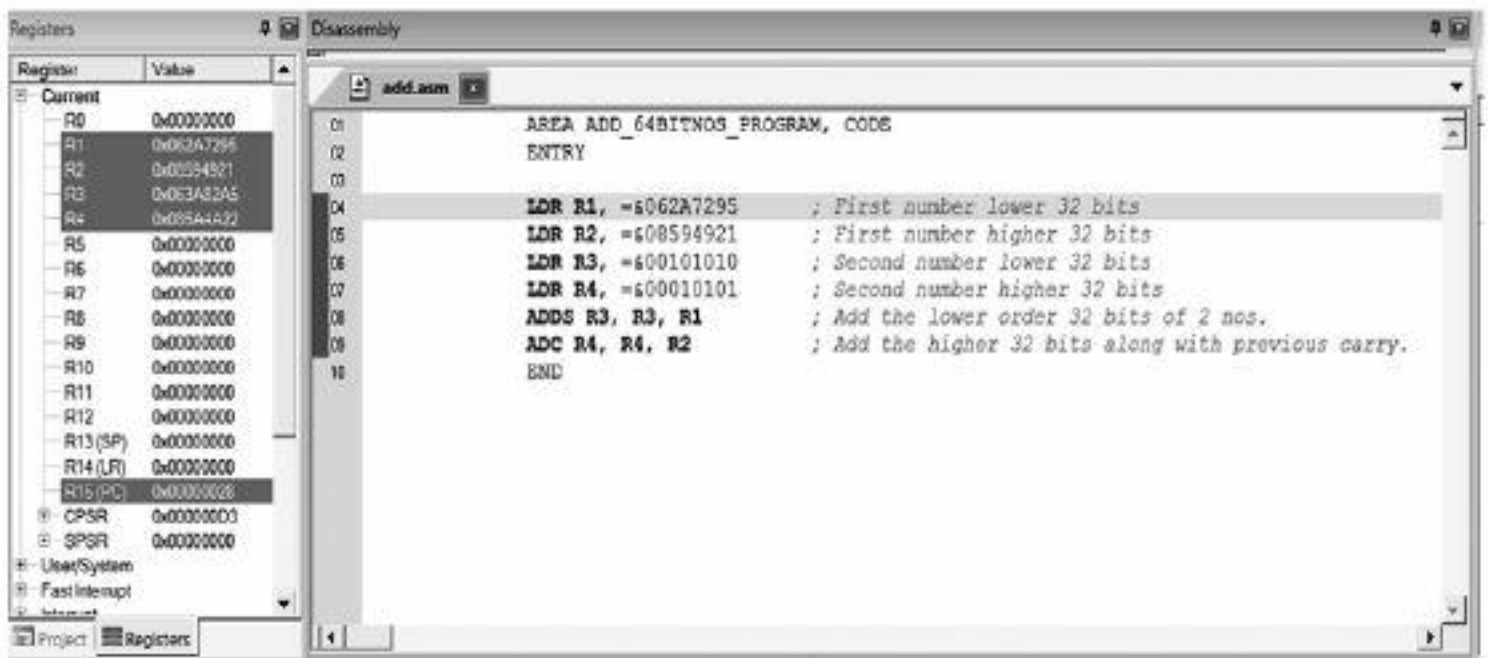 Registers
Register Value
Current
R0 0x00000000
R1 0x062A7295
R2 0x08594921
R3 0x063A82A5
R4 0x085A4A22
R5 0x00000000
R6 0x00000000
R7 0x00000000
R8 0x00000000
R9 0x00000000
R10 0x00000000
R11 0x00000000
R12 0x00000000
R13 (SP) 0x00000000
R14 (LR) 0x00000000
R15 (PC) 0x00000028
CPSR 0x000000D3
SPSR 0x00000000
User/System
Fast Interrupt
Project Registers
Disassembly
add.asm
01 AREA ADD_64BITNOS_PROGRAM, CODE
02 ENTRY
03
04 LDR R1, =&062A7295 ; First number lower 32 bits
05 LDR R2, =&08594921 ; First number higher 32 bits
06 LDR R3, =&00101010 ; Second number lower 32 bits
07 LDR R4, =&00010101 ; Second number higher 32 bits
08 ADDS R3, R3, R1 ; Add the lower order 32 bits of 2 nos.
09 ADC R4, R4, R2 ; Add the higher 32 bits along with previous carry.
10 END